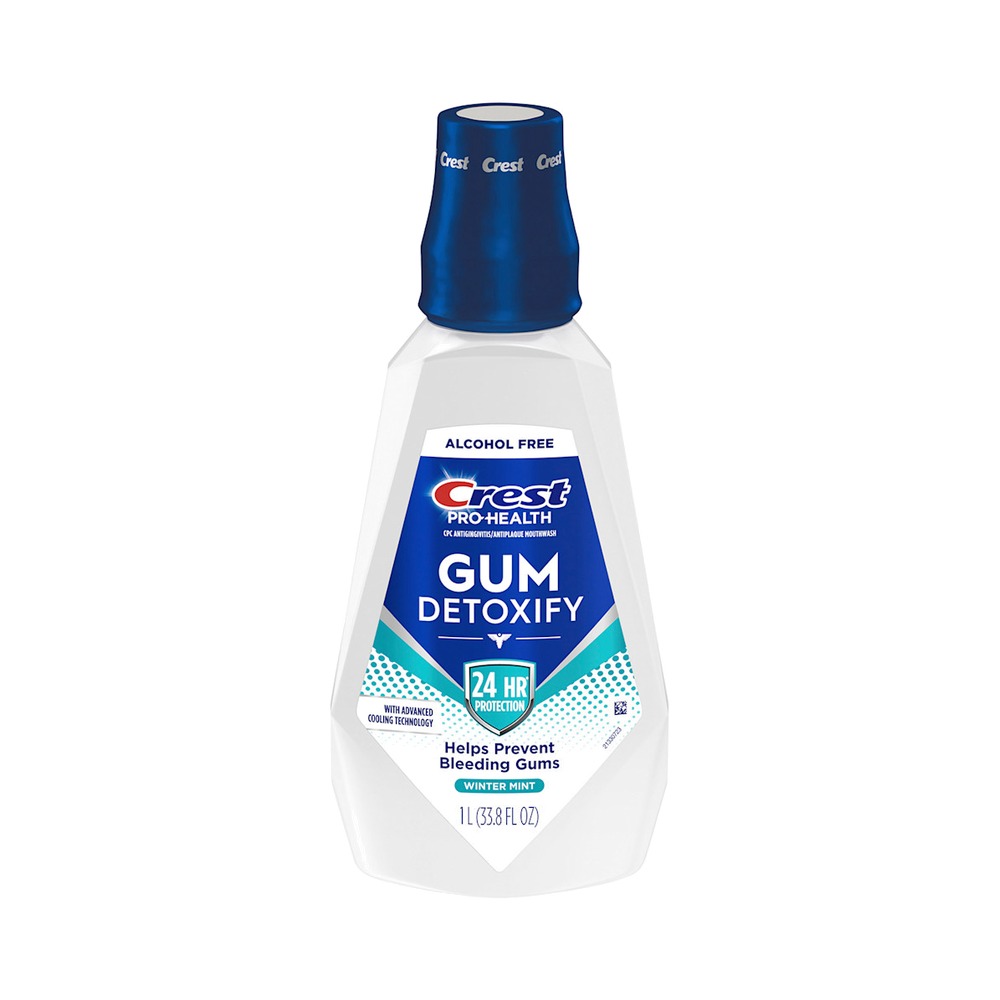 Crest Crest Crest
ALCOHOL FREE
Crest
PRO-HEALTH
CPC ANTIGINGIVITIS/ANTIPLAQUE MOUTHWASH
GUM
DETOXIFY
24 HR*
PROTECTION
WITH ADVANCED
COOLING TECHNOLOGY
21330723
Helps Prevent
Bleeding Gums
WINTER MINT
1 L (33.8 FL OZ)